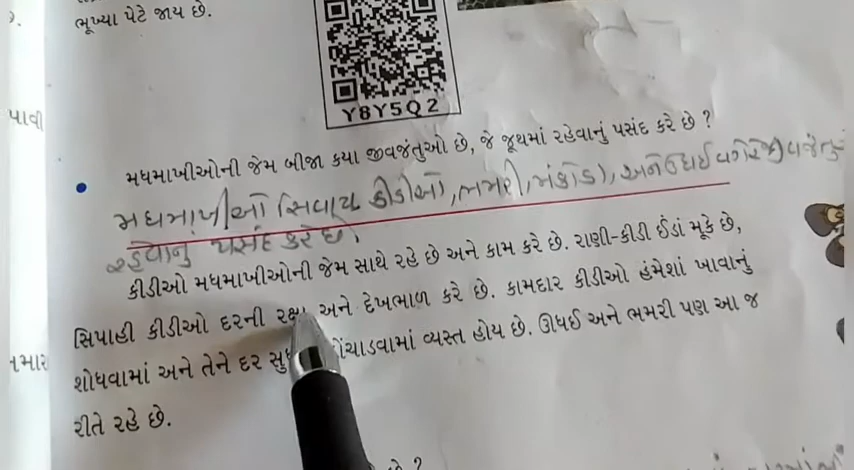 ભૂખ્યા પેટે જાય છે.
પાવી
Y8Y5Q2
મધમાખીઓની જેમ બીજા કયા જીવજંતુઓ છે, જે જૂથમાં રહેવાનું પસંદ કરે છે ?
મધમાખીઓ સિવાય કીડીઓ, ભમરી, મંકોડા, અને ઉધઈ વગેરે જીવજંતુ
રહેવાનું પસંદ કરે છે.
કીડીઓ મધમાખીઓની જેમ સાથે રહે છે અને કામ કરે છે. રાણી-કીડી ઈંડાં મૂકે છે,
સિપાહી કીડીઓ દરની રક્ષા અને દેખભાળ કરે છે. કામદાર કીડીઓ હંમેશાં ખાવાનું
શોધવામાં અને તેને દર સુધી પહોંચાડવામાં વ્યસ્ત હોય છે. ઊધઈ અને ભમરી પણ આ જ
રીતે રહે છે.